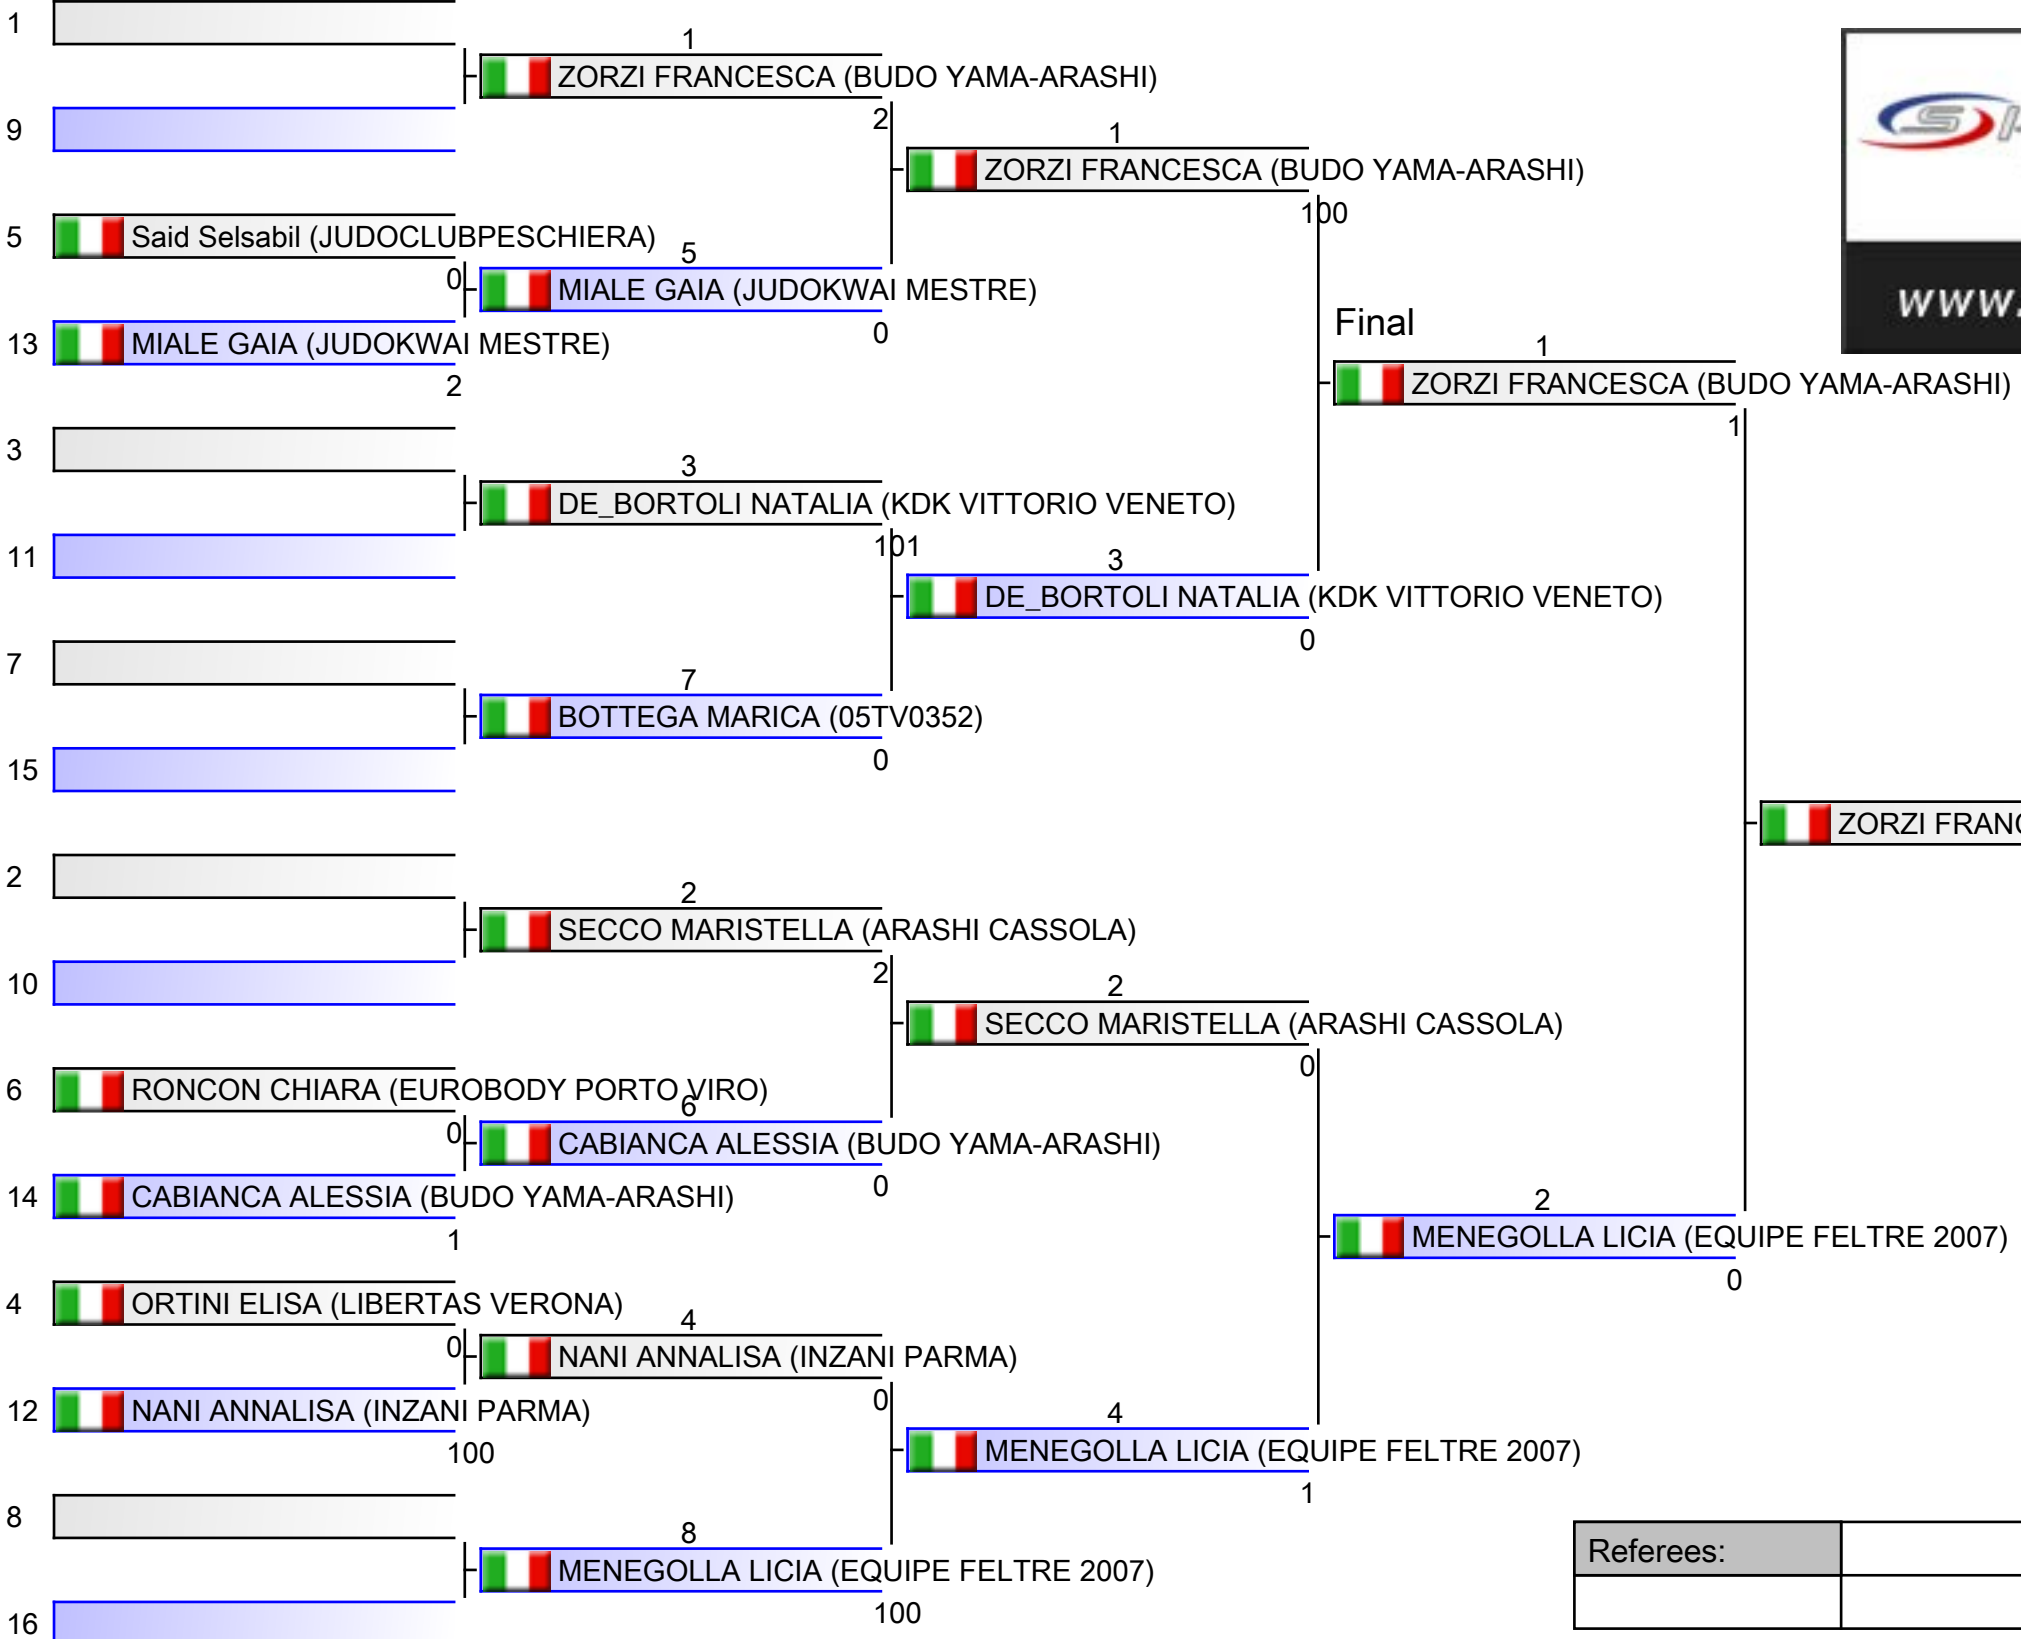 1
1
ZORZI FRANCESCA (BUDO YAMA-ARASHI)
9
2
1
ZORZI FRANCESCA (BUDO YAMA-ARASHI)
100
5 Said Selsabil (JUDOCLUBPESCHIERA)
5
0
MIALE GAIA (JUDOKWAI MESTRE)
0
WWW.
Final
13 MIALE GAIA (JUDOKWAI MESTRE)
2
1
ZORZI FRANCESCA (BUDO YAMA-ARASHI)
1
3
3
DE_BORTOLI NATALIA (KDK VITTORIO VENETO)
101
11
3
DE_BORTOLI NATALIA (KDK VITTORIO VENETO)
0
7
7
BOTTEGA MARICA (05TV0352)
0
15
ZORZI
2
2
SECCO MARISTELLA (ARASHI CASSOLA)
2
10
2
SECCO MARISTELLA (ARASHI CASSOLA)
0
6 RONCON CHIARA (EUROBODY PORTO VIRO)
6
0
CABIANCA ALESSIA (BUDO YAMA-ARASHI)
0
14 CABIANCA ALESSIA (BUDO YAMA-ARASHI)
1
2
MENEGOLLA LICIA (EQUIPE FELTRE 2007)
0
4 ORTINI ELISA (LIBERTAS VERONA)
4
0
NANI ANNALISA (INZANI PARMA)
0
12 NANI ANNALISA (INZANI PARMA)
100
4
MENEGOLLA LICIA (EQUIPE FELTRE 2007)
1
8
8
MENEGOLLA LICIA (EQUIPE FELTRE 2007)
100
16
Referees: